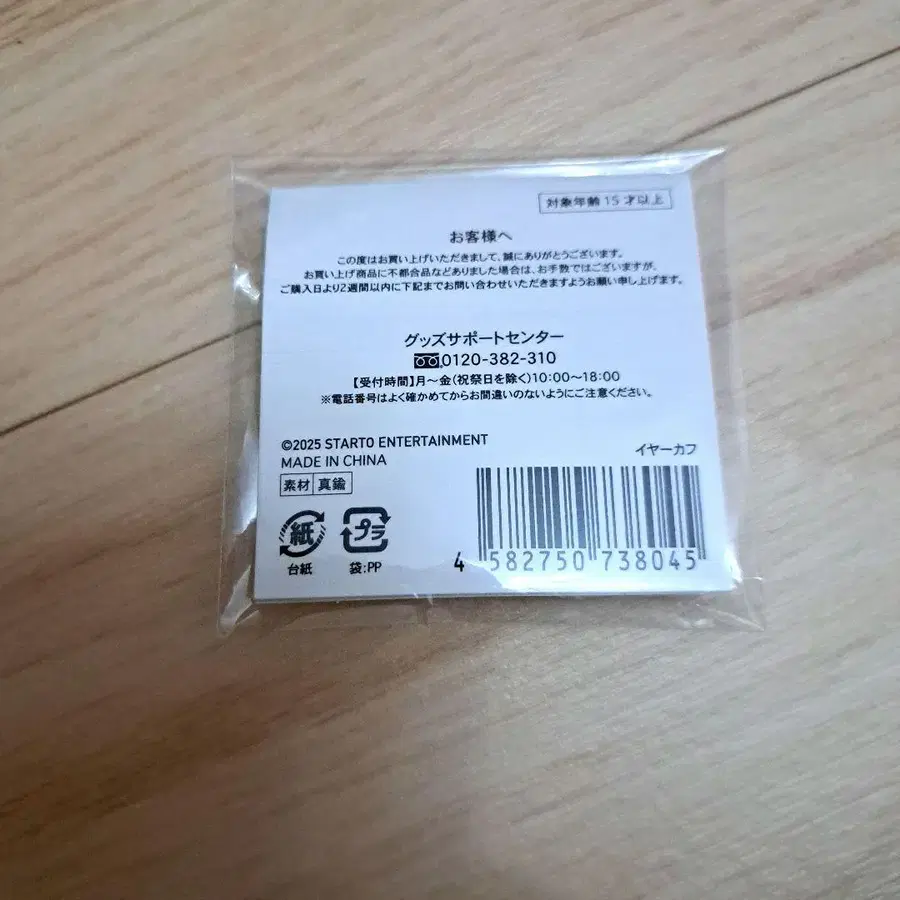 対象年齢 15 才以上
お客様へ
この度はお買い上げいただきまして、誠にありがとうございます。
お買い上げ商品に不都合品などありました場合は、お手数ではございますが、
ご購入日より2週間以内に下記までお問い合わせいただきますようお願い申し上げます。
グッズサポートセンター
0120-382-310
【受付時間】月～金(祝祭日を除く)10:00～18:00
※電話番号はよく確かめてからお間違いのないようにご注意ください。
©2025 STARTO ENTERTAINMENT
MADE IN CHINA
イヤーカフ
素材 真鍮
紙 プラ
台紙 袋:PP
4 582750 738045